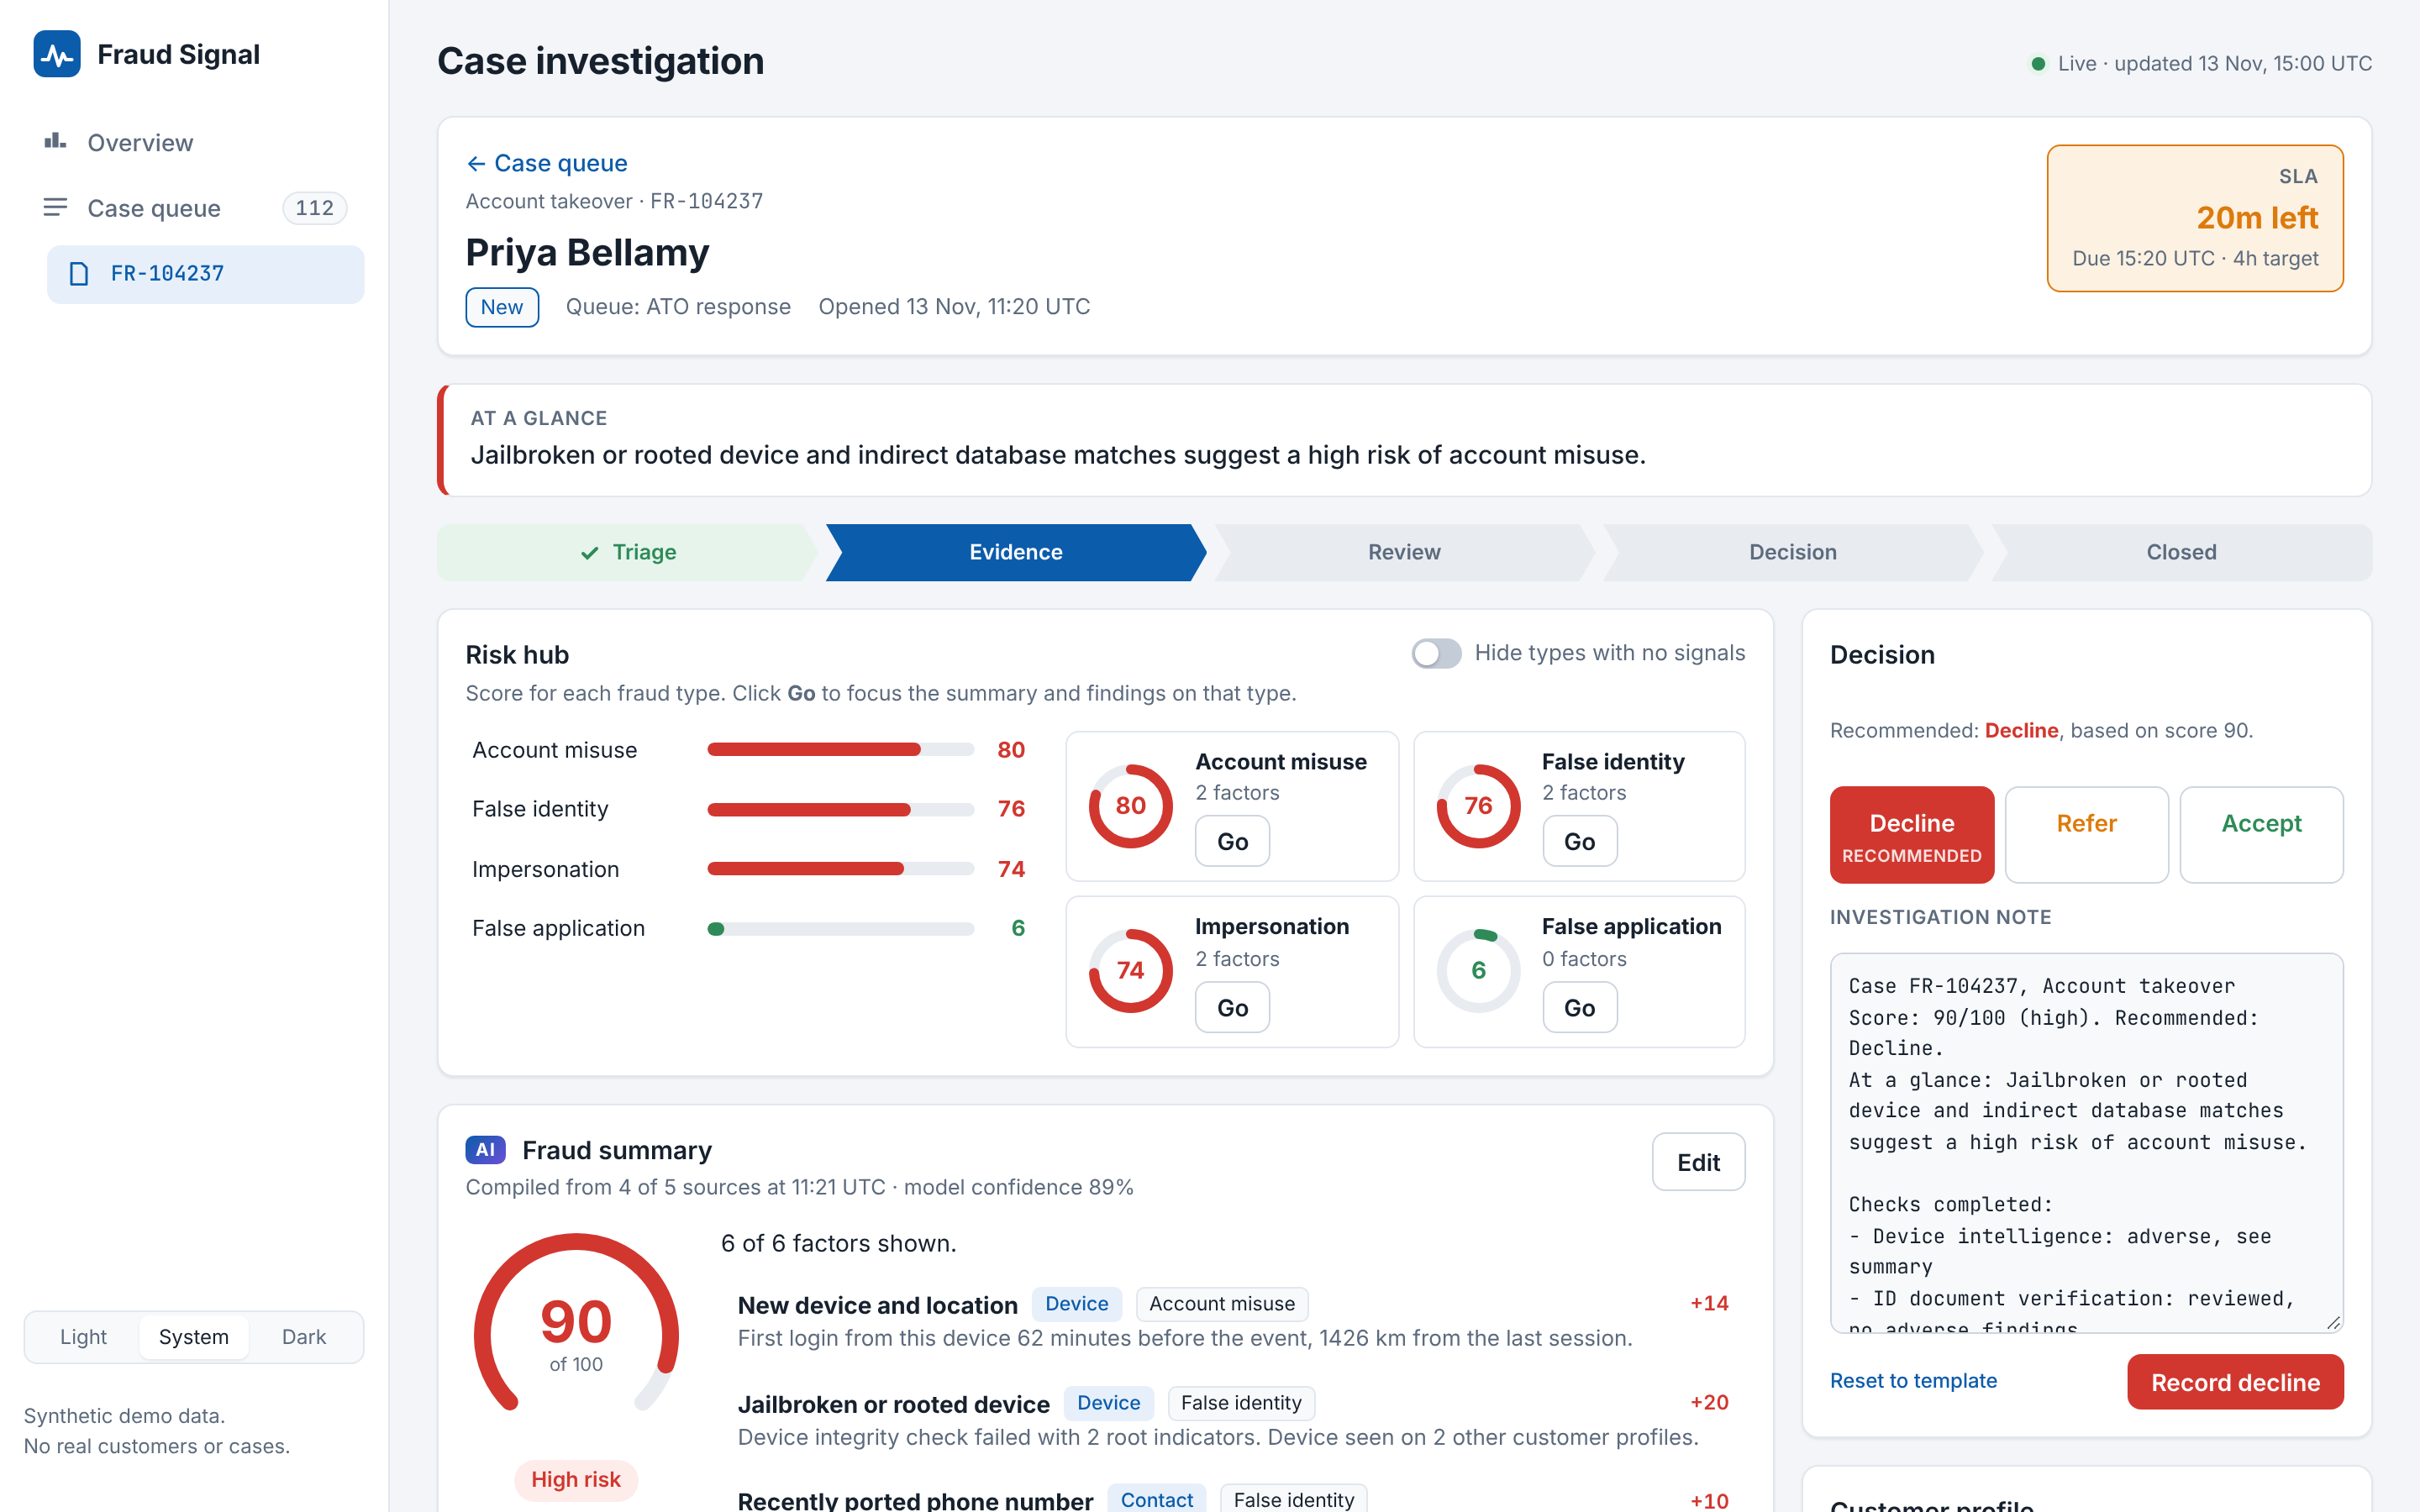 Fraud Signal
Overview
Case queue 112
FR-104237
Light System Dark
Synthetic demo data.
No real customers or cases.
Case investigation
Live · updated 13 Nov, 15:00 UTC
← Case queue
Account takeover · FR-104237
Priya Bellamy
New Queue: ATO response Opened 13 Nov, 11:20 UTC
SLA
20m left
Due 15:20 UTC · 4h target
AT A GLANCE
Jailbroken or rooted device and indirect database matches suggest a high risk of account misuse.
Triage Evidence Review Decision Closed
Risk hub
Hide types with no signals
Score for each fraud type. Click Go to focus the summary and findings on that type.
Account misuse 80
False identity 76
Impersonation 74
False application 6
80
Account misuse
2 factors
Go
76
False identity
2 factors
Go
74
Impersonation
2 factors
Go
6
False application
0 factors
Go
AI Fraud summary
Edit
Compiled from 4 of 5 sources at 11:21 UTC · model confidence 89%
90
of 100
High risk
6 of 6 factors shown.
New device and location Device Account misuse +14
First login from this device 62 minutes before the event, 1426 km from the last session.
Jailbroken or rooted device Device False identity +20
Device integrity check failed with 2 root indicators. Device seen on 2 other customer profiles.
Recently ported phone number Contact False identity +10
Decision
Recommended: Decline, based on score 90.
Decline
RECOMMENDED
Refer
Accept
INVESTIGATION NOTE
Case FR-104237, Account takeover
Score: 90/100 (high). Recommended:
Decline.
At a glance: Jailbroken or rooted
device and indirect database matches
suggest a high risk of account misuse.
Checks completed:
- Device intelligence: adverse, see
summary
- ID document verification: reviewed,
no adverse findings
Reset to template
Record decline
Customer profile